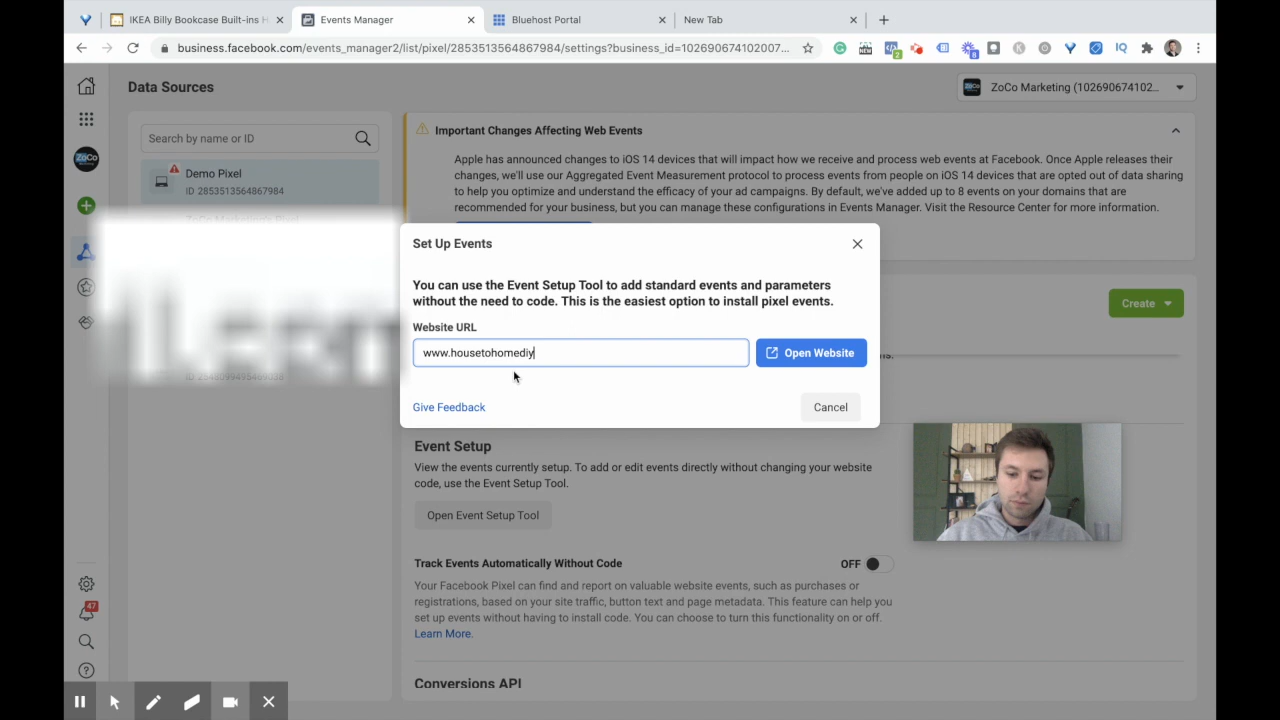 IKEA Billy Bookcase Built-ins H
Events Manager
Bluehost Portal
New Tab
business.facebook.com/events_manager2/list/pixel/2853513564867984/settings?business_id=102690674102007...
Data Sources
ZoCo Marketing (102690674102...
Search by name or ID
Demo Pixel
ID 2853513564867984
ZoCo Marketing's Pixel
Important Changes Affecting Web Events
Apple has announced changes to iOS 14 devices that will impact how we receive and process web events at Facebook. Once Apple releases their
changes, we'll use our Aggregated Event Measurement protocol to process events from people on iOS 14 devices that are opted out of data sharing
to help you optimize and understand the efficacy of your ad campaigns. By default, we've added up to 8 events on your domains that are
recommended for your business, but you can manage these configurations in Events Manager. Visit the Resource Center for more information.
Set Up Events
You can use the Event Setup Tool to add standard events and parameters
without the need to code. This is the easiest option to install pixel events.
Website URL
www.housetohomediy
Open Website
Give Feedback
Cancel
Create
Event Setup
View the events currently setup. To add or edit events directly without changing your website
code, use the Event Setup Tool.
Open Event Setup Tool
Track Events Automatically Without Code
OFF
Your Facebook Pixel can find and report on valuable website events, such as purchases or
registrations, based on your site traffic, button text and page metadata. This feature can help you
set up events without having to install code. You can choose to turn this functionality on or off.
Learn More.
Conversions API
47
ZoCo
IQ
2
8